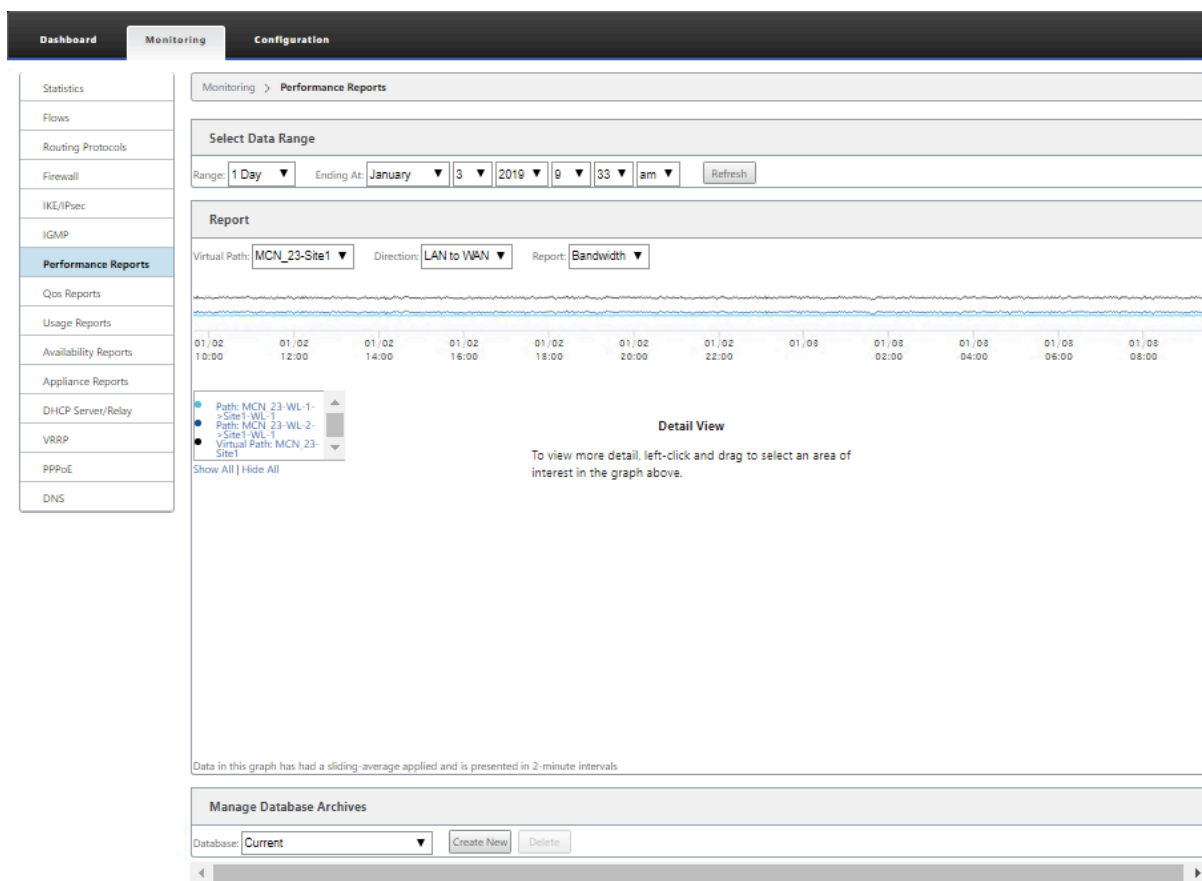 Dashboard Monitoring Configuration
Statistics
Flows
Routing Protocols
Firewall
IKE/IPsec
IGMP
Performance Reports
Qos Reports
Usage Reports
Availability Reports
Appliance Reports
DHCP Server/Relay
VRRP
PPPoE
DNS
Monitoring > Performance Reports
Select Data Range
Range: 1 Day ▼ Ending At: January ▼ 3 ▼ 2019 ▼ 9 ▼ 33 ▼ am ▼ Refresh
Report
Virtual Path: MCN_23-Site1 ▼ Direction: LAN to WAN ▼ Report: Bandwidth ▼
01/02 01/02 01/02 01/02 01/02 01/02 01/02 01/03 01/03 01/03 01/03 01/03
10:00 12:00 14:00 16:00 18:00 20:00 22:00 02:00 04:00 06:00 08:00
Path: MCN_23-WL-1-
>Site1-WL-1
Path: MCN_23-WL-2-
>Site1-WL-1
Virtual Path: MCN_23-
Site1
Show All | Hide All
Detail View
To view more detail, left-click and drag to select an area of
interest in the graph above.
Data in this graph has had a sliding-average applied and is presented in 2-minute intervals
Manage Database Archives
Database: Current ▼ Create New Delete